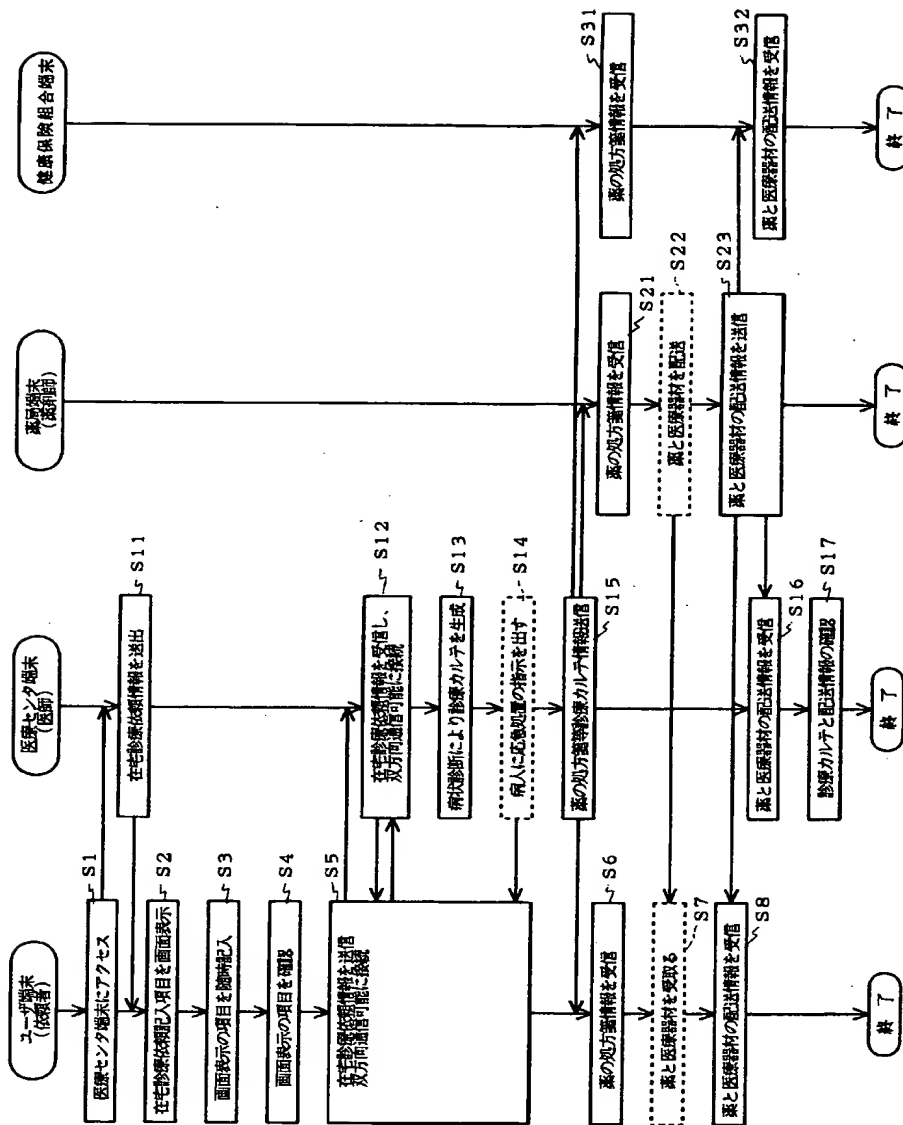 ユーザ端末
(依頼者)
医療センタ端末にアクセス
S1
在宅診療依頼記入項目を画面表示
S2
画面表示の項目を随時記入
S3
画面表示の項目を確認
S4
在宅診療依頼情報を送信
双方向通信可能に接続
S5
薬の処方箋情報を受信
S6
薬と医療器材を受取る
S7
薬と医療器材の配送情報を受信
S8
終了
医療センタ端末
(医師)
在宅診療依頼情報を送出
S11
在宅診療依頼情報を受信し、
双方向通信可能に接続
S12
病状診断により診療カルテを生成
S13
病人に応急処置の指示を出す
S14
薬の処方箋等診療カルテ情報送信
S15
薬と医療器材の配送情報を受信
S16
診療カルテと配送情報の確認
S17
終了
薬局端末
(薬剤師)
薬の処方箋情報を受信
S21
薬と医療器材を配送
S22
薬と医療器材の配送情報を送信
S23
終了
健康保険組合端末
薬の処方箋情報を受信
S31
薬と医療器材の配送情報を受信
S32
終了